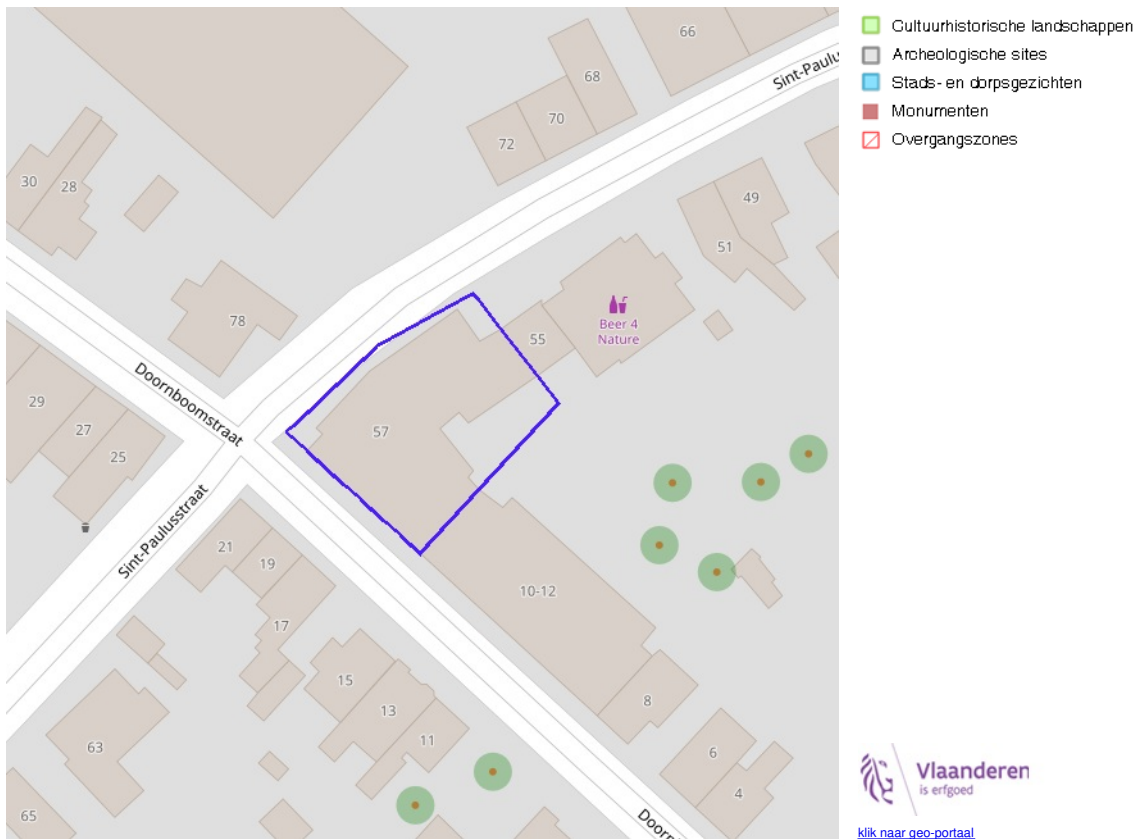 66
Sint-Paulu
68
70
72
30
28
49
51
78
Beer 4
Nature
55
Doornboomstraat
29
27
25
57
Sint-Paulusstraat
21
19
17
10-12
15
13
11
8
6
4
63
65
Doorn
Cultuurhistorische landschappen
Archeologische sites
Stads- en dorpsgezichten
Monumenten
Overgangszones
Vlaanderen
is erfgoed
klik naar geo-portaal